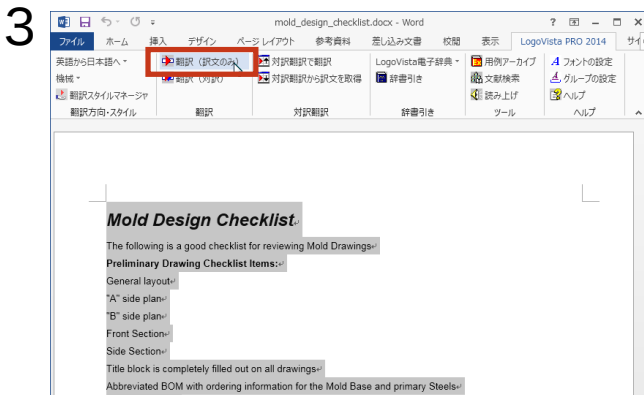 3
mold_design_checklist.docx - Word
ファイル ホーム 挿入 デザイン ページ レイアウト 参考資料 差し込み文書 校閲 表示 LogoVista PRO 2014 サイ
英語から日本語へ 翻訳（訳文のみ） 対訳翻訳で翻訳 LogoVista電子辞典 用例アーカイブ フォントの設定
機械 翻訳（対訳） 対訳翻訳から訳文を取得 辞書引き 文献検索 グループの設定
翻訳スタイルマネージャ 読み上げ ヘルプ
翻訳方向・スタイル 翻訳 対訳翻訳 辞書引き ツール ヘルプ
Mold Design Checklist
The following is a good checklist for reviewing Mold Drawings
Preliminary Drawing Checklist Items:
General layout
"A" side plan
"B" side plan
Front Section
Side Section
Title block is completely filled out on all drawings
Abbreviated BOM with ordering information for the Mold Base and primary Steels